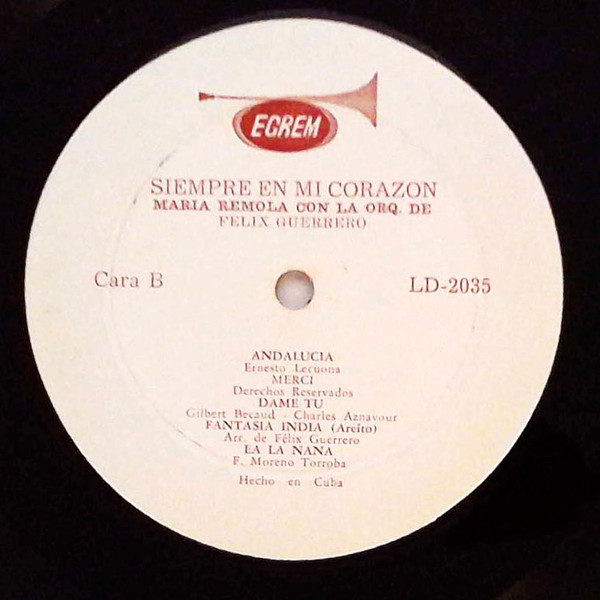 EGREM
SIEMPRE EN MI CORAZON
MARIA REMOLA CON LA ORQ. DE
FELIX GUERRERO
Cara B
LD-2035
ANDALUCIA
Ernesto Lecuona
MERCI
Derechos Reservados
DAME TU
Gilbert Becaud - Charles Aznavour
FANTASIA INDIA (Areíto)
Arr. de Félix Guerrero
EA LA NANA
F. Moreno Torroba
Hecho en Cuba